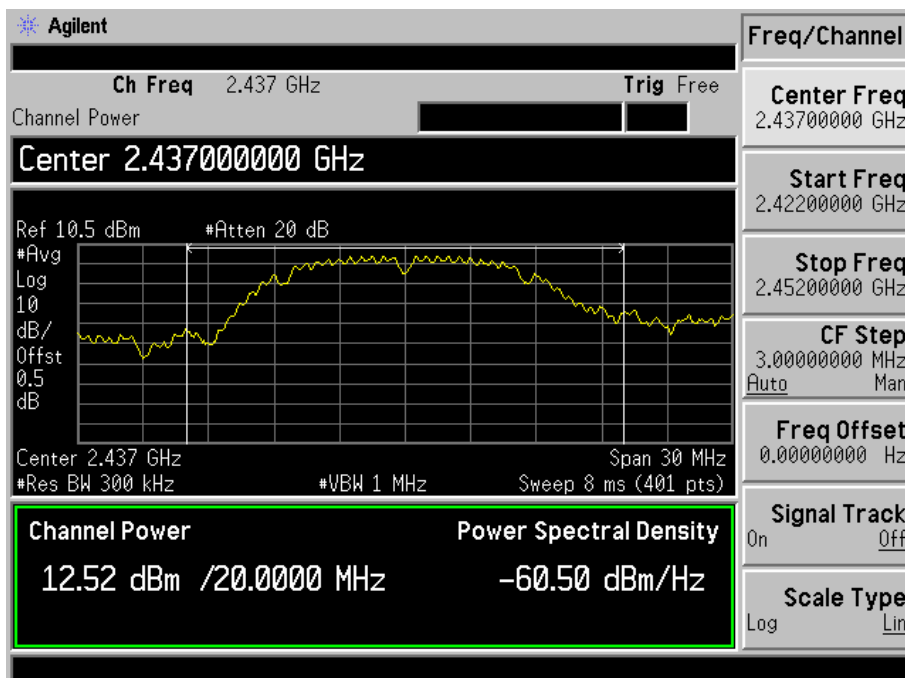 Agilent
Freq/Channel
Ch Freq 2.437 GHz Trig Free
Channel Power
Center 2.437000000 GHz
Ref 10.5 dBm #Atten 20 dB
#Avg
Log
10
dB/
Offst
0.5
dB
Center 2.437 GHz Span 30 MHz
#Res BW 300 kHz #VBW 1 MHz Sweep 8 ms (401 pts)
Channel Power Power Spectral Density
12.52 dBm /20.0000 MHz -60.50 dBm/Hz
Center Freq
2.43700000 GHz
Start Freq
2.42200000 GHz
Stop Freq
2.45200000 GHz
CF Step
3.00000000 MHz
Auto Man
Freq Offset
0.00000000 Hz
Signal Track
On Off
Scale Type
Log Lin